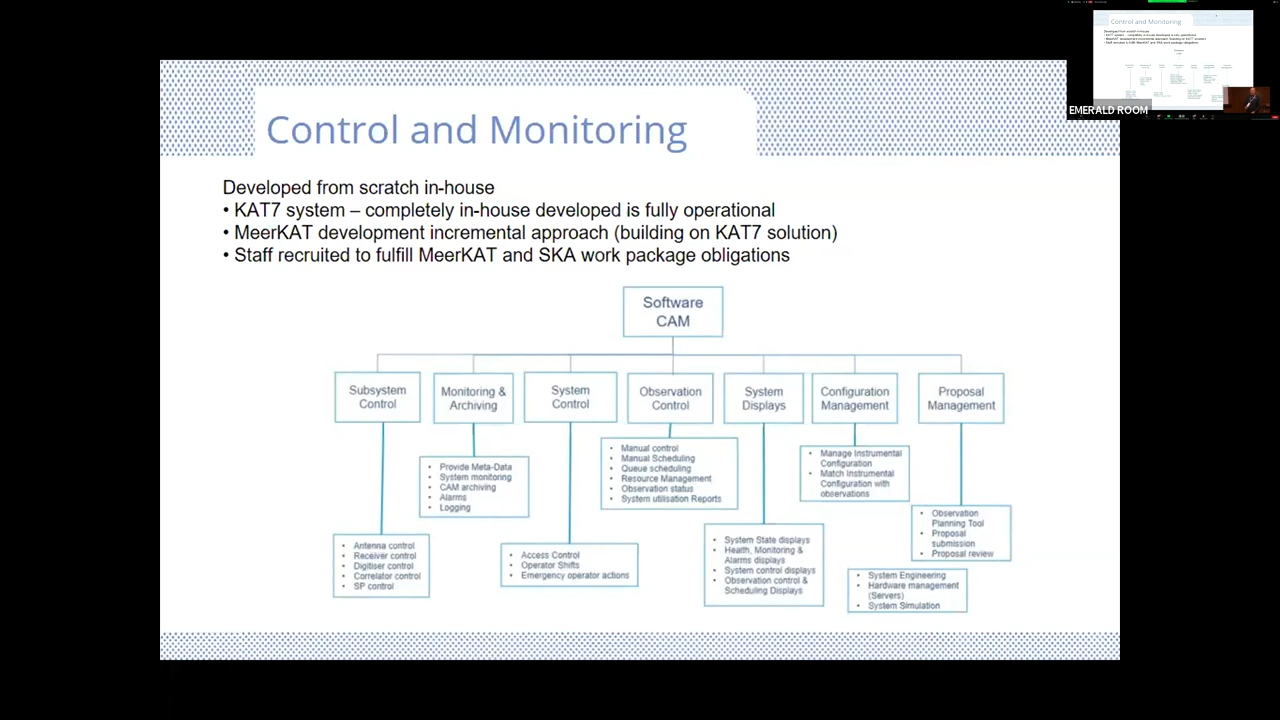 Control and Monitoring
EMERALD ROOM
Control and Monitoring
Developed from scratch in-house
• KAT7 system – completely in-house developed is fully operational
• MeerKAT development incremental approach (building on KAT7 solution)
• Staff recruited to fulfill MeerKAT and SKA work package obligations
Software
CAM
Subsystem
Control
Monitoring &
Archiving
System
Control
Observation
Control
System
Displays
Configuration
Management
Proposal
Management
• Antenna control
• Receiver control
• Digitiser control
• Correlator control
• SP control
• Provide Meta-Data
• System monitoring
• CAM archiving
• Alarms
• Logging
• Access Control
• Operator Shifts
• Emergency operator actions
• Manual control
• Manual Scheduling
• Queue scheduling
• Resource Management
• Observation status
• System utilisation Reports
• System State displays
• Health, Monitoring &
Alarms displays
• System control displays
• Observation control &
Scheduling Displays
• Manage Instrumental
Configuration
• Match Instrumental
Configuration with
observations
• Observation
Planning Tool
• Proposal
submission
• Proposal review
• System Engineering
• Hardware management
(Servers)
• System Simulation